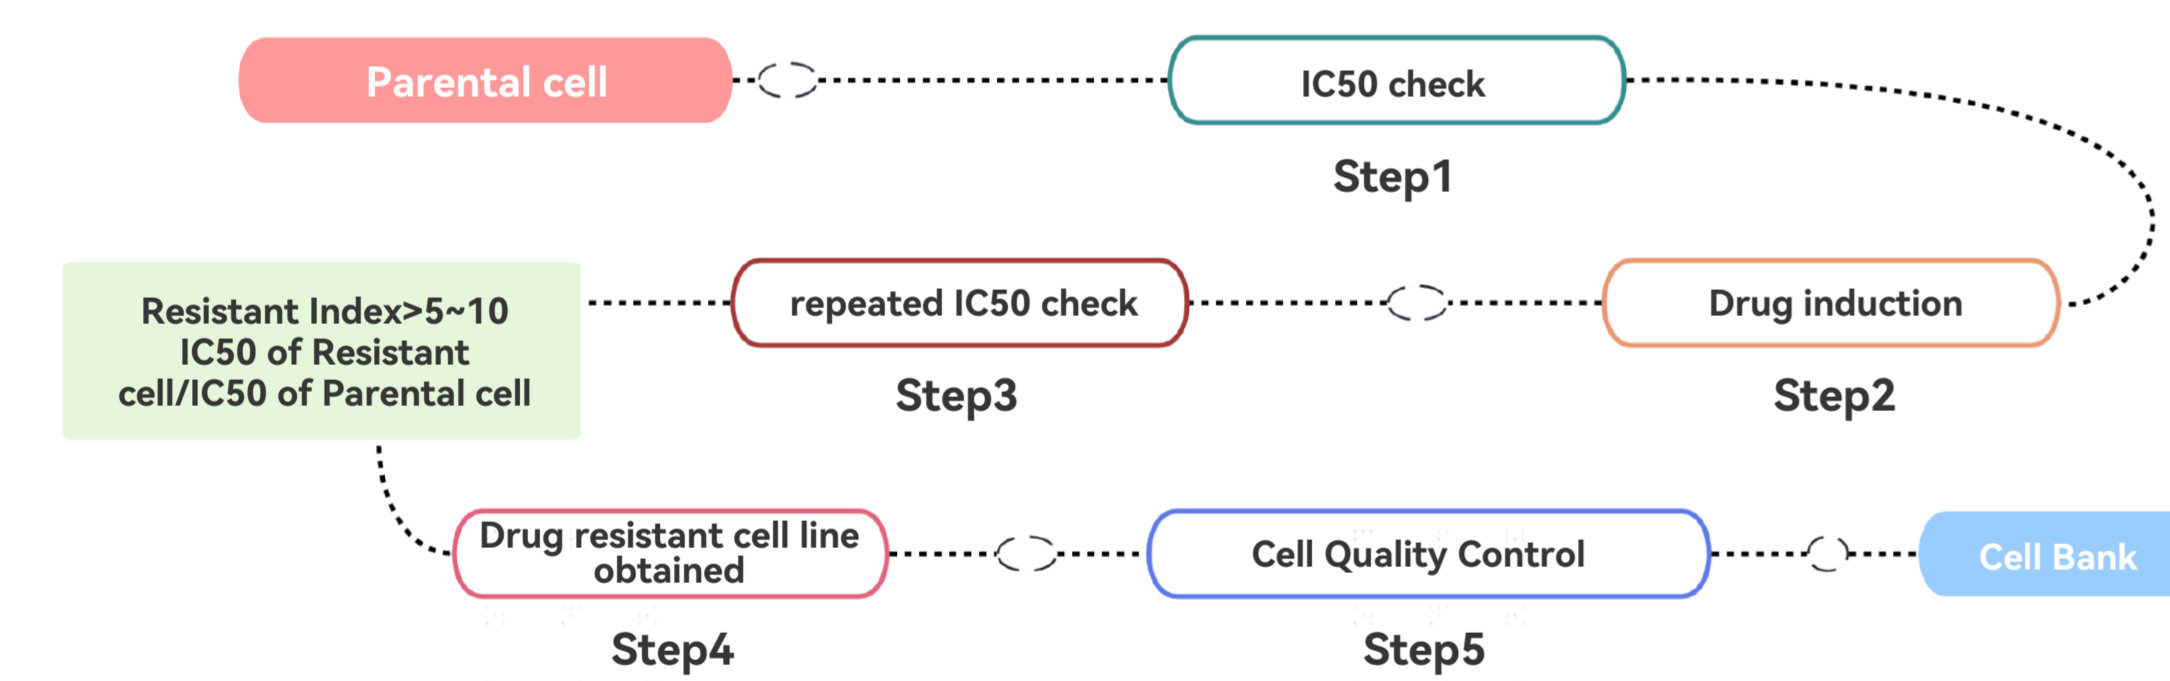 Parental cell
IC50 check
Step1
Drug induction
Step2
repeated IC50 check
Step3
Resistant Index>5~10
IC50 of Resistant
cell/IC50 of Parental cell
Drug resistant cell line
obtained
Step4
Cell Quality Control
Step5
Cell Bank